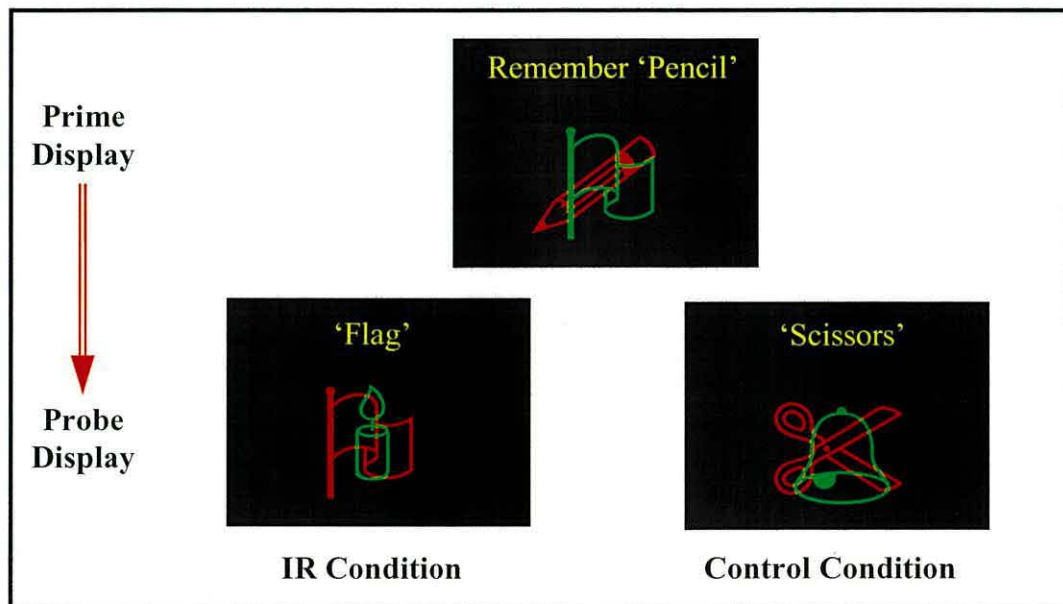 Remember ‘Pencil’
Prime
Display
‘Flag’
‘Scissors’
Probe
Display
IR Condition
Control Condition